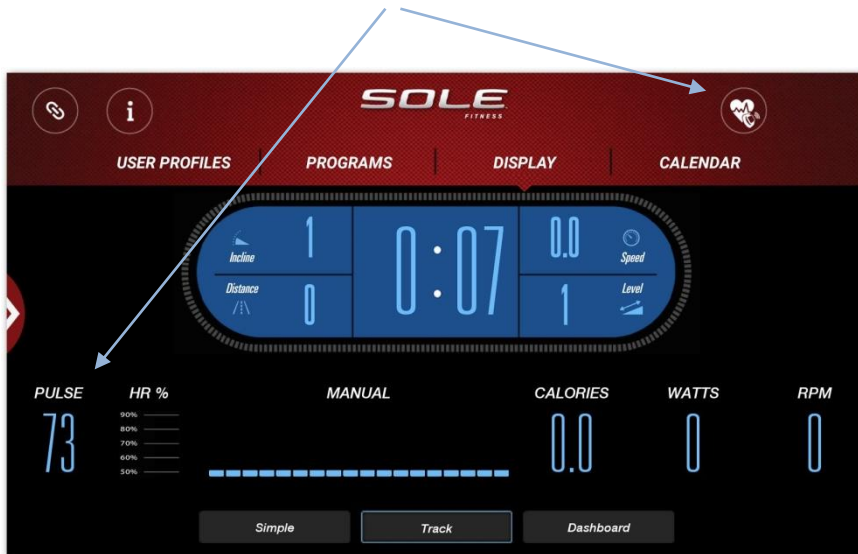 i
SOLE
FITNESS
USER PROFILES PROGRAMS DISPLAY CALENDAR
Incline 1
0:07
0.0 Speed
Distance 0
1 Level
PULSE HR % MANUAL CALORIES WATTS RPM
73
90%
80%
70%
60%
50%
0.0 0 0
Simple Track Dashboard